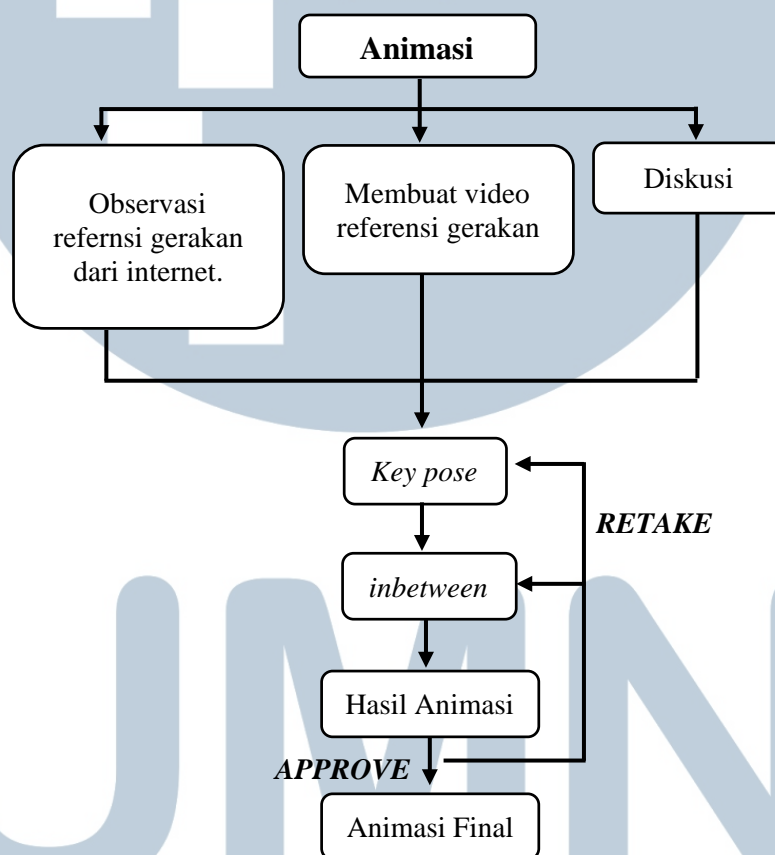 Animasi
Observasi
refernsi gerakan
dari internet.
Membuat video
referensi gerakan
Diskusi
Key pose
RETAKE
inbetween
Hasil Animasi
APPROVE
Animasi Final
UMN